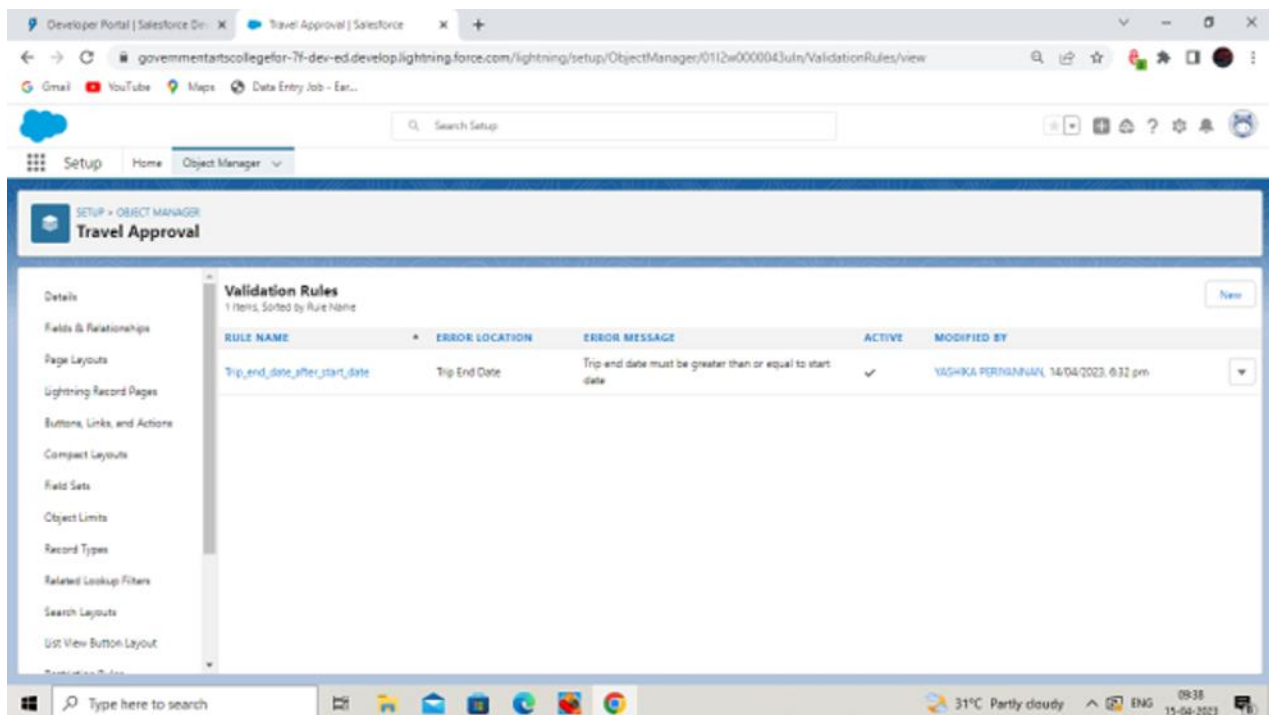 Developer Portal | Salesforce De
Travel Approval | Salesforce
governmentartscollegefor-7f-dev-ed.develop.lightning.force.com/lightning/setup/ObjectManager/01I2w0000043uln/ValidationRules/view
Gmail YouTube Maps Data Entry Job - Ear...
Search Setup
Setup Home Object Manager
SETUP > OBJECT MANAGER
Travel Approval
Details
Fields & Relationships
Page Layouts
Lightning Record Pages
Buttons, Links, and Actions
Compact Layouts
Field Sets
Object Limits
Record Types
Related Lookup Filters
Search Layouts
List View Button Layout
Restriction Rules
Validation Rules
1 Items, Sorted by Rule Name
New
RULE NAME ERROR LOCATION ERROR MESSAGE ACTIVE MODIFIED BY
Trip_end_date_after_start_date Trip End Date Trip end date must be greater than or equal to start
date
YASHIKA PERIYANNAN, 14/04/2023, 6:32 pm
Type here to search
31°C Partly cloudy ENG
09:38
15-04-2023